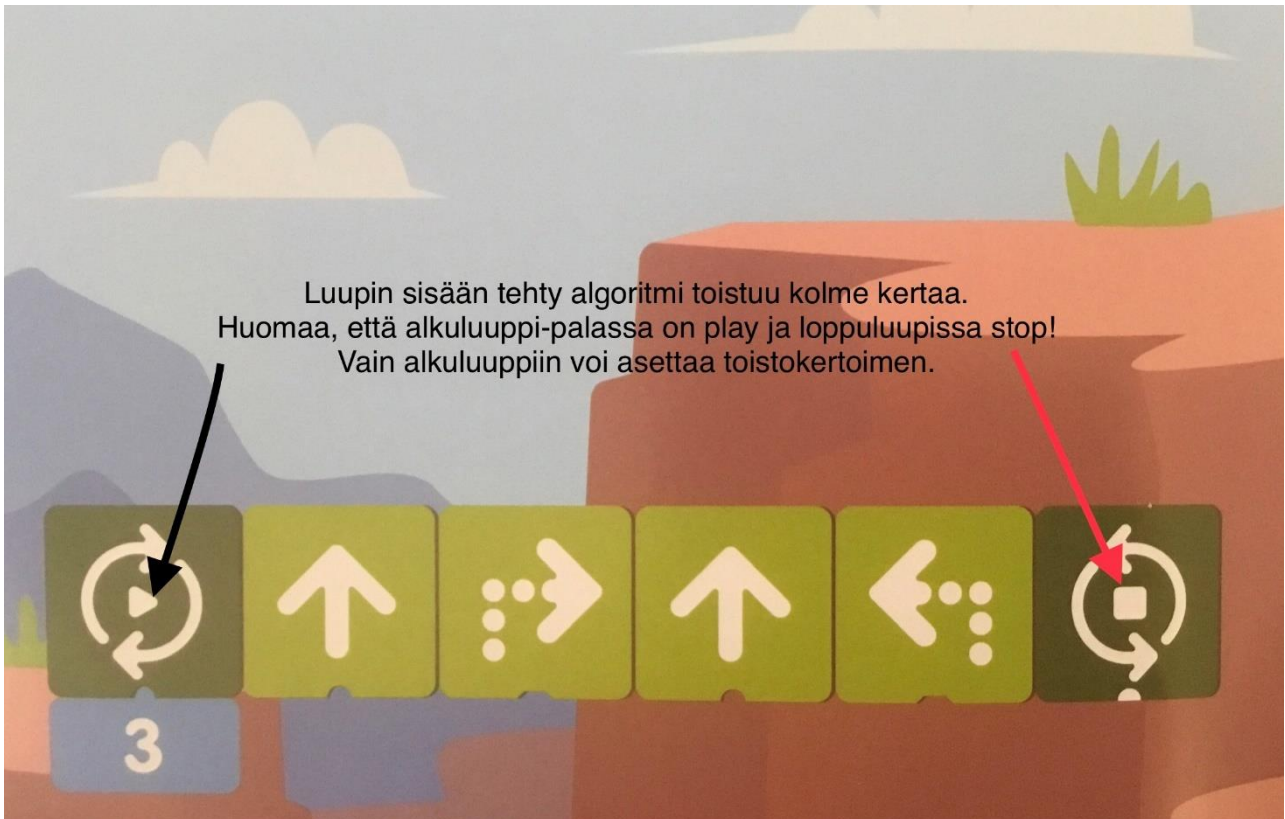 Luupin sisään tehty algoritmi toistuu kolme kertaa.
Huomaa, että alkuluuppi-palassa on play ja loppuluupissa stop!
Vain alkuluuppiin voi asettaa toistokertoimen.
3